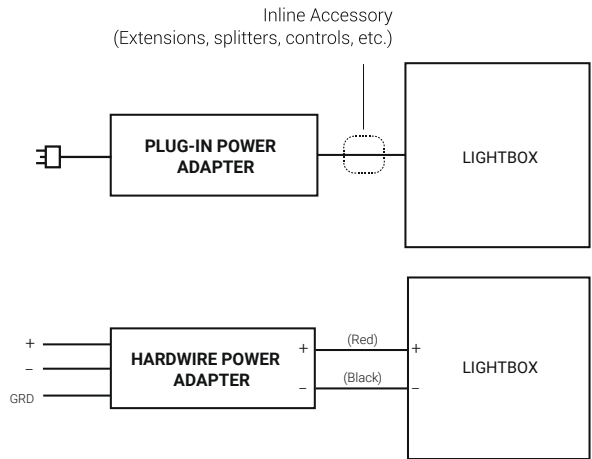 Inline Accessory
(Extensions, splitters, controls, etc.)
PLUG-IN POWER
ADAPTER
LIGHTBOX
+
–
GRD
HARDWIRE POWER
ADAPTER
+
–
(Red)
(Black)
+
–
LIGHTBOX